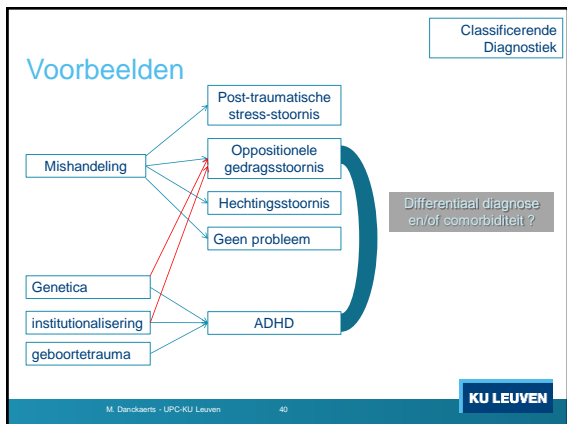 Classificerende
Diagnostiek
Voorbeelden
Post-traumatische
stress-stoornis
Oppositionele
gedragsstoornis
Mishandeling
Hechtingsstoornis
Differentiaal diagnose
en/of comorbiditeit ?
Geen probleem
Genetica
institutionalisering
ADHD
geboortetrauma
M. Danckaerts - UPC-KU Leuven
40
KU LEUVEN